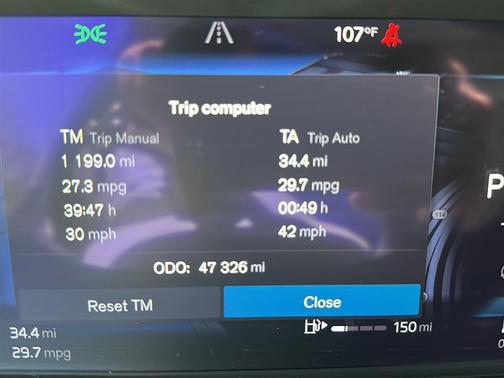 107°F
Trip computer
TM Trip Manual
TA Trip Auto
1 199.0 mi
34.4 mi
27.3 mpg
29.7 mpg
39:47 h
00:49 h
30 mph
42 mph
ODO: 47 326 mi
Reset TM
Close
P
114
34.4 mi
29.7 mpg
150 mi